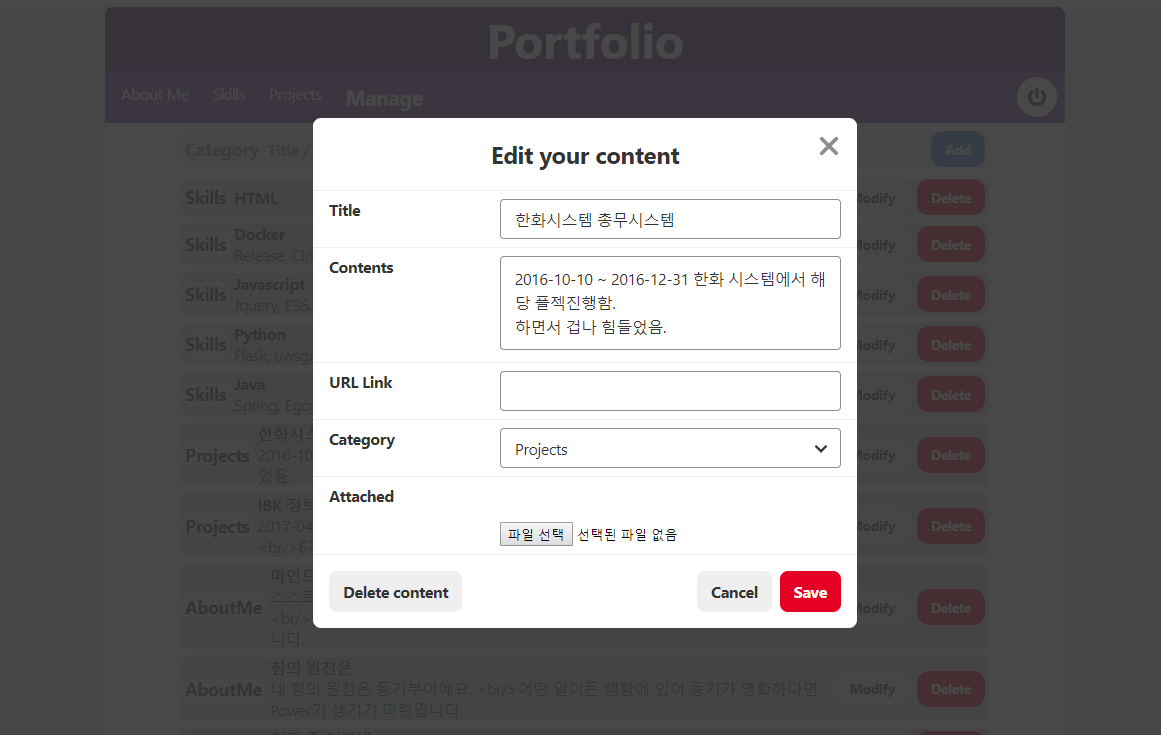 Portfolio
About Me Skills Projects Manage
Category Title /
Add
Skills HTML
Modify Delete
Skills Docker
Release, CI/
Modify Delete
Skills Javascript
Jquery, ES6,
Modify Delete
Skills Python
Flask, uwsgi
Modify Delete
Skills Java
Spring, Egov
Modify Delete
Projects 한화시스
2016-10
었음.
Modify Delete
Projects IBK 정보
2017-04
<br/>6
Modify Delete
AboutMe 마인드
스스로
<br/>
니다.
Modify Delete
AboutMe 힘의 원천은
내 힘의 원천은 동기부여에요. <br/>어떤 일이든 행함에 있어 동기가 명확하다면
Power가 생기기 마련입니다.
Modify Delete
Edit your content
Title
한화시스템 총무시스템
Contents
2016-10-10 ~ 2016-12-31 한화 시스템에서 해
당 플젝진행함.
하면서 겁나 힘들었음.
URL Link
Category
Projects
Attached
파일 선택 선택된 파일 없음
Delete content Cancel Save